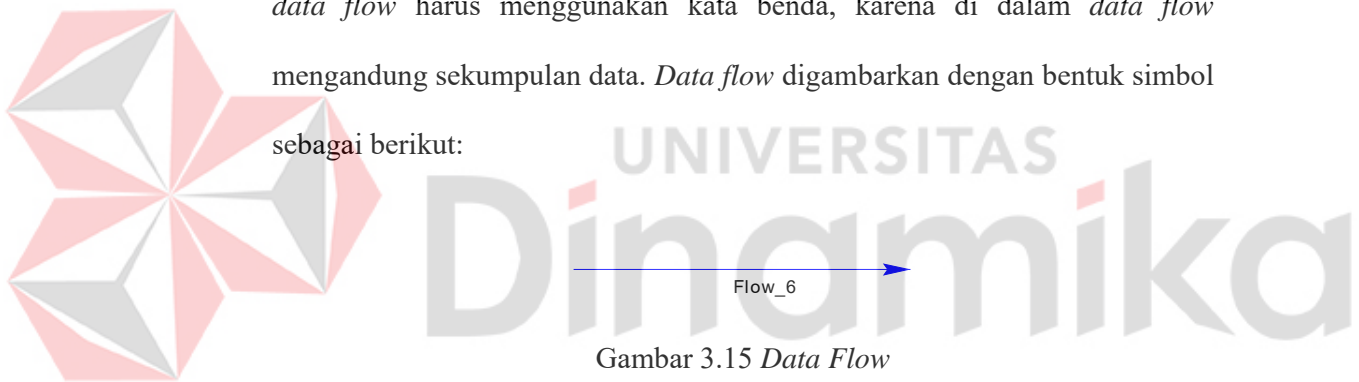 data flow harus menggunakan kata benda, karena di dalam data flow
mengandung sekumpulan data. Data flow digambarkan dengan bentuk simbol
sebagai berikut:
UNIVERSITAS
Dinamika
Flow_6
Gambar 3.15 Data Flow